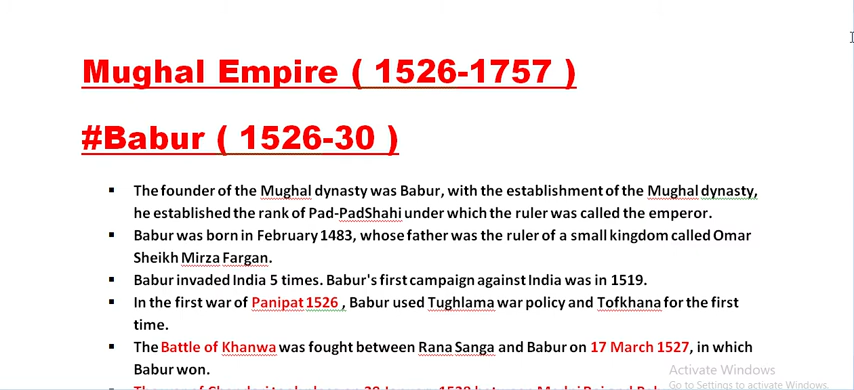 Mughal Empire ( 1526-1757 )
#Babur ( 1526-30 )
▪ The founder of the Mughal dynasty was Babur, with the establishment of the Mughal dynasty,
he established the rank of Pad-PadShahi under which the ruler was called the emperor.
▪ Babur was born in February 1483, whose father was the ruler of a small kingdom called Omar
Sheikh Mirza Fargan.
▪ Babur invaded India 5 times. Babur's first campaign against India was in 1519.
▪ In the first war of Panipat 1526 , Babur used Tughlama war policy and Tofkhana for the first
time.
▪ The Battle of Khanwa was fought between Rana Sanga and Babur on 17 March 1527, in which
Babur won.
Activate Windows
Go to Settings to activate Windows.